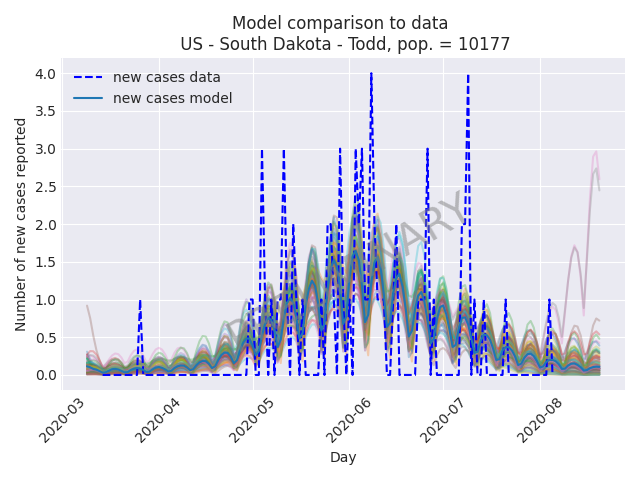 Model comparison to data
US - South Dakota - Todd, pop. = 10177
new cases data
new cases model
Number of new cases reported
4.0
3.5
3.0
2.5
2.0
1.5
1.0
0.5
0.0
2020-03
2020-04
2020-05
2020-06
2020-07
2020-08
Day